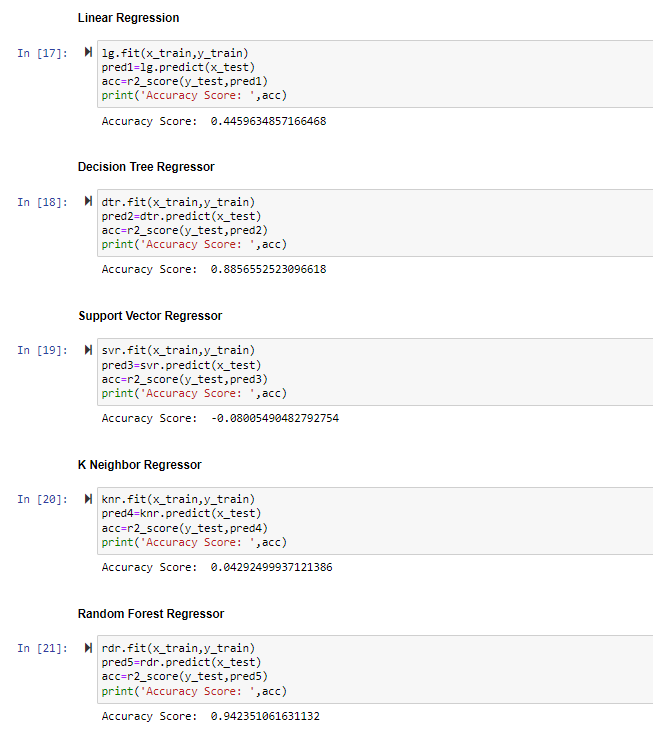 Linear Regression
In [17]:
lg.fit(x_train,y_train)
pred1=lg.predict(x_test)
acc=r2_score(y_test,pred1)
print('Accuracy Score: ',acc)
Accuracy Score:  0.4459634857166468
Decision Tree Regressor
In [18]:
dtr.fit(x_train,y_train)
pred2=dtr.predict(x_test)
acc=r2_score(y_test,pred2)
print('Accuracy Score: ',acc)
Accuracy Score:  0.8856552523096618
Support Vector Regressor
In [19]:
svr.fit(x_train,y_train)
pred3=svr.predict(x_test)
acc=r2_score(y_test,pred3)
print('Accuracy Score: ',acc)
Accuracy Score:  -0.08005490482792754
K Neighbor Regressor
In [20]:
knr.fit(x_train,y_train)
pred4=knr.predict(x_test)
acc=r2_score(y_test,pred4)
print('Accuracy Score: ',acc)
Accuracy Score:  0.04292499937121386
Random Forest Regressor
In [21]:
rdr.fit(x_train,y_train)
pred5=rdr.predict(x_test)
acc=r2_score(y_test,pred5)
print('Accuracy Score: ',acc)
Accuracy Score:  0.942351061631132